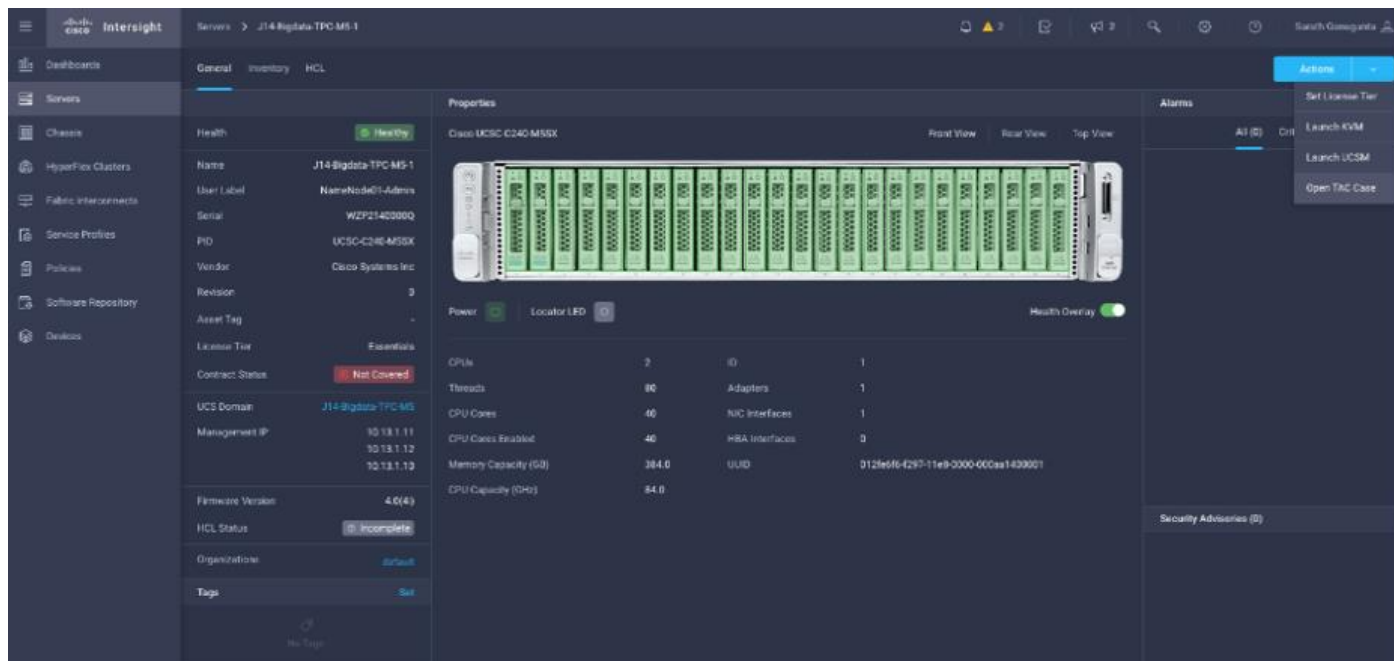 cisco Intersight
Servers > J14-Bigdata-TPC-M5-1
2
2
Dashboards
Servers
Chassis
HyperFlex Clusters
Fabric Interconnects
Service Profiles
Policies
Software Repository
Devices
General Inventory HCL
Actions
Set License Tier
Launch KVM
Launch UCSM
Open TAC Case
Health Healthy
Name J14-Bigdata-TPC-M5-1
User Label NameNode01-Admin
Serial
PID UCSC-C240-M5SX
Vendor Cisco Systems Inc
Revision 0
Asset Tag -
License Tier Essentials
Contract Status Not Covered
UCS Domain J14-Bigdata-TPC-M5
Management IP 10.13.1.11
10.13.1.12
10.13.1.10
Firmware Version
HCL Status Incomplete
Organizations default
Tags Set
No Tags
Properties
Cisco UCSC-C240-M5SX Front View Rear View Top View
Power Locator LED Health Overlay
CPUs 2 ID 1
Threads 80 Adapters 1
CPU Cores 40 NIC Interfaces 1
CPU Cores Enabled 40 HBA Interfaces 0
Memory Capacity (GB) 384.0 UUID
CPU Capacity (GHz) 84.0
Alarms
All (0)
Security Advisories (0)